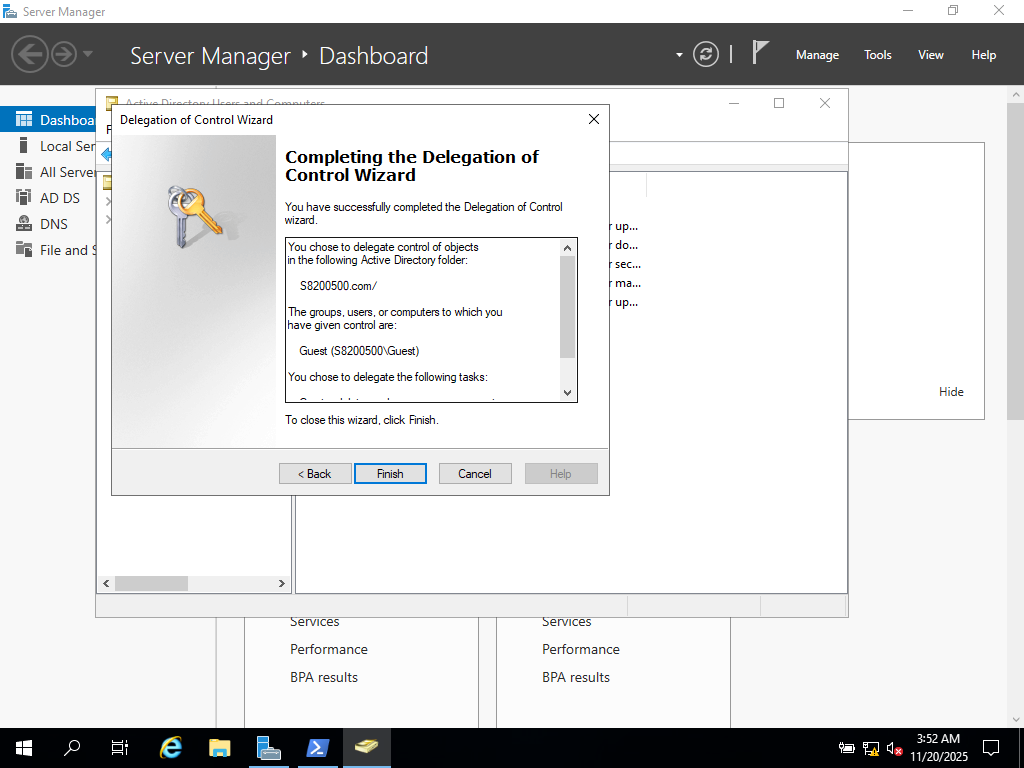 Server Manager
Server Manager ‣ Dashboard
Manage
Tools
View
Help
Active Directory Users and Computers
Dashboa
Local Ser
All Server
AD DS
DNS
File and S
Delegation of Control Wizard
Completing the Delegation of
Control Wizard
You have successfully completed the Delegation of Control
wizard.
You chose to delegate control of objects
in the following Active Directory folder:
S8200500.com/
The groups, users, or computers to which you
have given control are:
Guest (S8200500\Guest)
You chose to delegate the following tasks:
To close this wizard, click Finish.
< Back
Finish
Cancel
Help
r up...
r do...
r sec...
r ma...
r up...
Hide
Services
Performance
BPA results
Services
Performance
BPA results
3:52 AM
11/20/2025